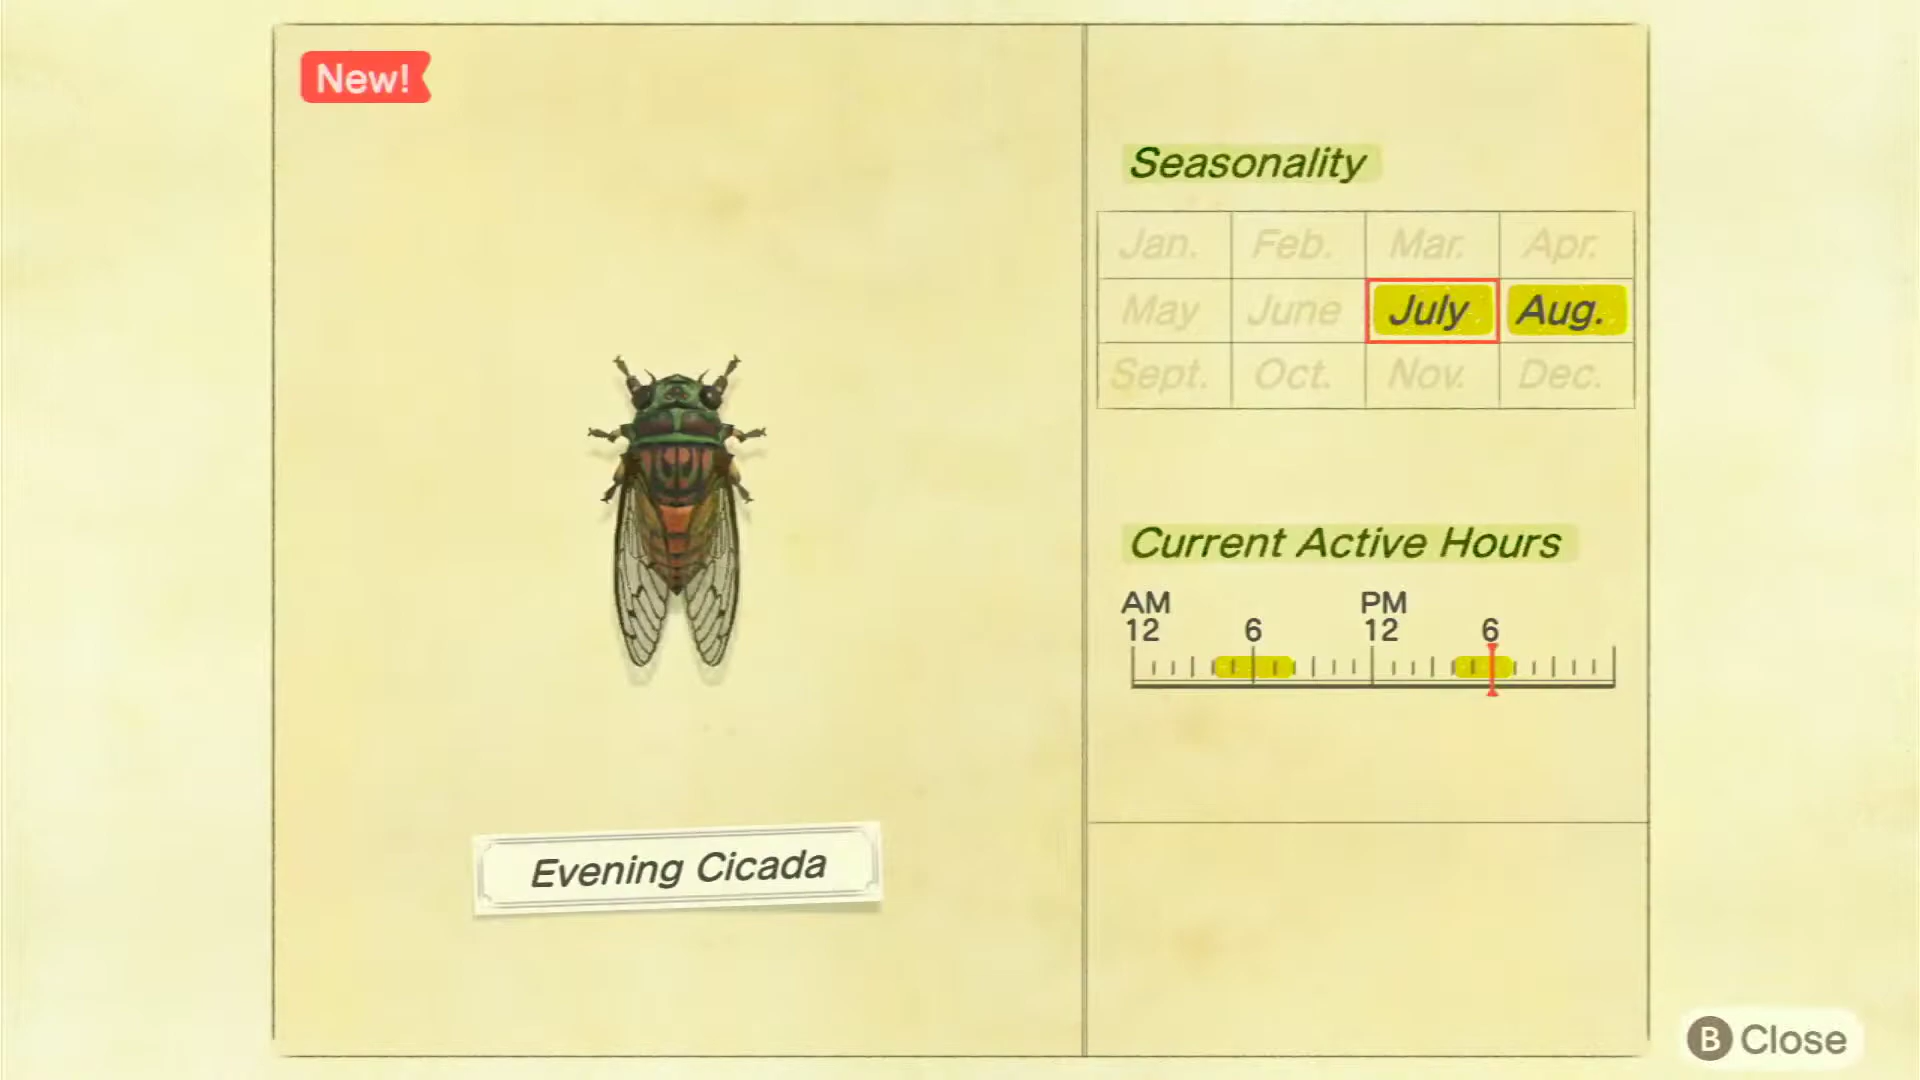 New!
Seasonality
Jan. Feb. Mar. Apr.
May June July Aug.
Sept. Oct. Nov. Dec.
Current Active Hours
AM PM
12 6 12 6
Evening Cicada
B Close